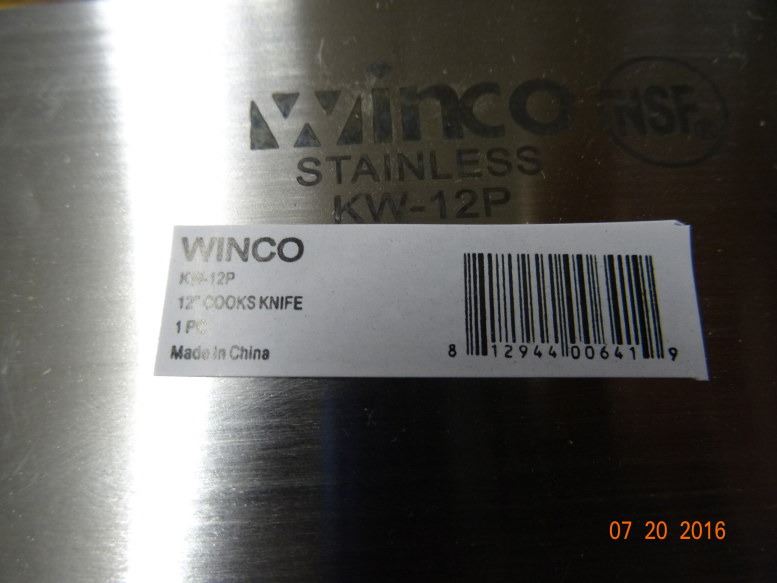 Winco NSF®
STAINLESS
KW-12P
WINCO
KW-12P
12" COOKS KNIFE
1 PC
Made In China
8 12944 00641 9
07 20 2016